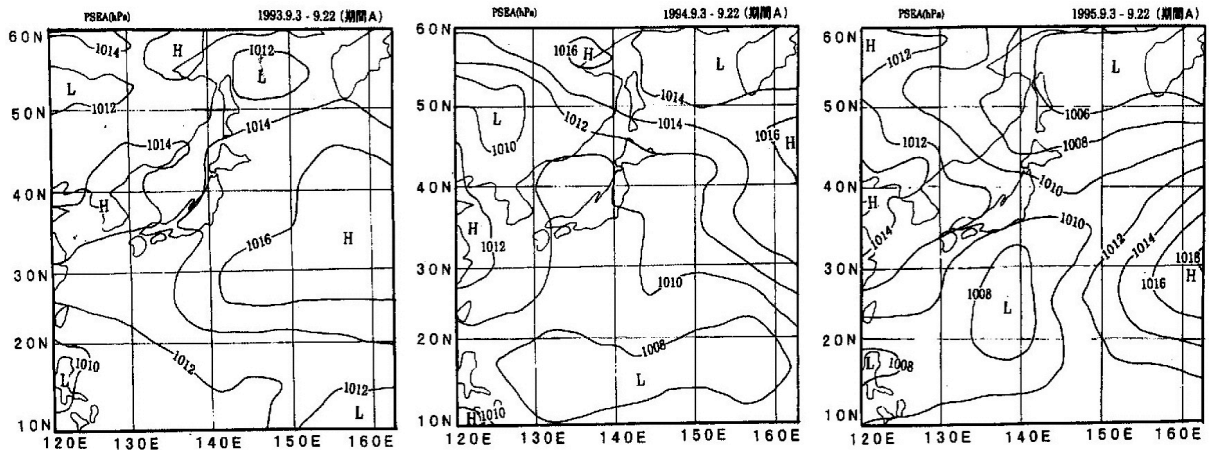 PSEA(hPa) 1993.9.3 - 9.22 (期間A)
60N
1014
H
1012
L
L
50N
1012
1014
1014
40N
H
1016
H
30N
20N
1012
1010
L
1012
L
10N
120E 130E 140E 150E 160E
PSEA(hPa) 1994.9.3 - 9.22 (期間A)
60N
1016
H
L
50N
1014
L
1012
1014
1010
1016
H
40N
H
1012
30N
1010
20N
1008
L
10N
H
1010
120E 130E 140E 150E 160E
PSEA(hPa) 1995.9.3 - 9.22 (期間A)
60N
H
1012
L
50N
1006
1012
1008
40N
H
1010
1014
1010
1012
1014
30N
1018
1008
1016
H
L
20N
L
1008
10N
120E 130E 140E 150E 160E